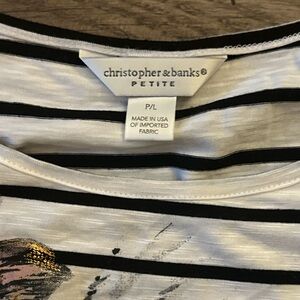 christopher&banks®
PETITE
P/L
MADE IN USA
OF IMPORTED
FABRIC